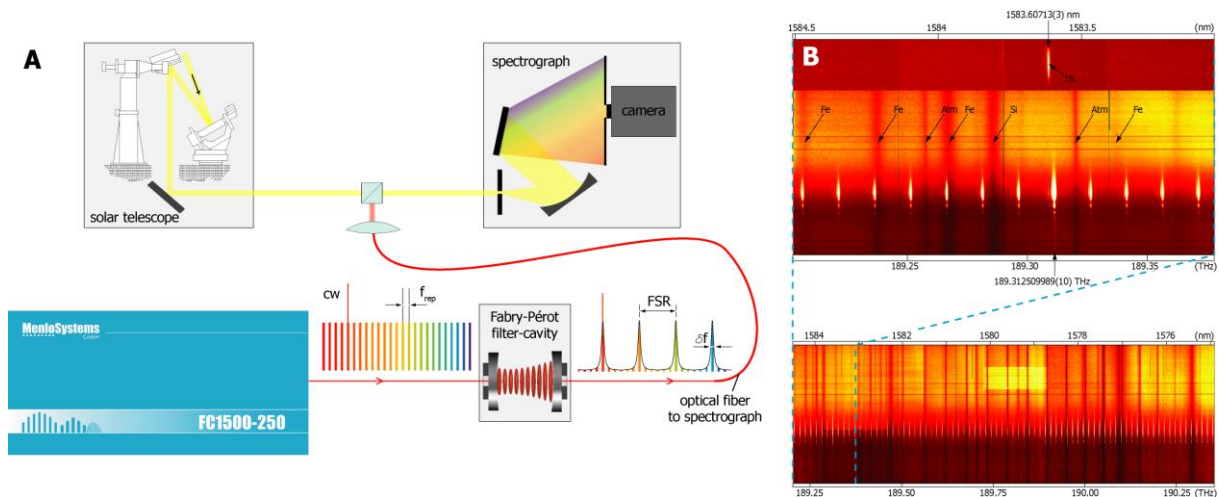 A
solar telescope
spectrograph
camera
MenloSystems
GmbH
FC1500-250
cw
f_rep
Fabry-Pérot
filter-cavity
FSR
δf
optical fiber
to spectrograph
B
1583.60713(3) nm
1584.5
1584
1583.5
(nm)
Th
Fe
Fe
Atm
Fe
Si
Atm
Fe
189.25
189.30
189.35
(THz)
189.312509989(10) THz
1584
1582
1580
1578
1576
(nm)
189.25
189.50
189.75
190.00
190.25
(THz)